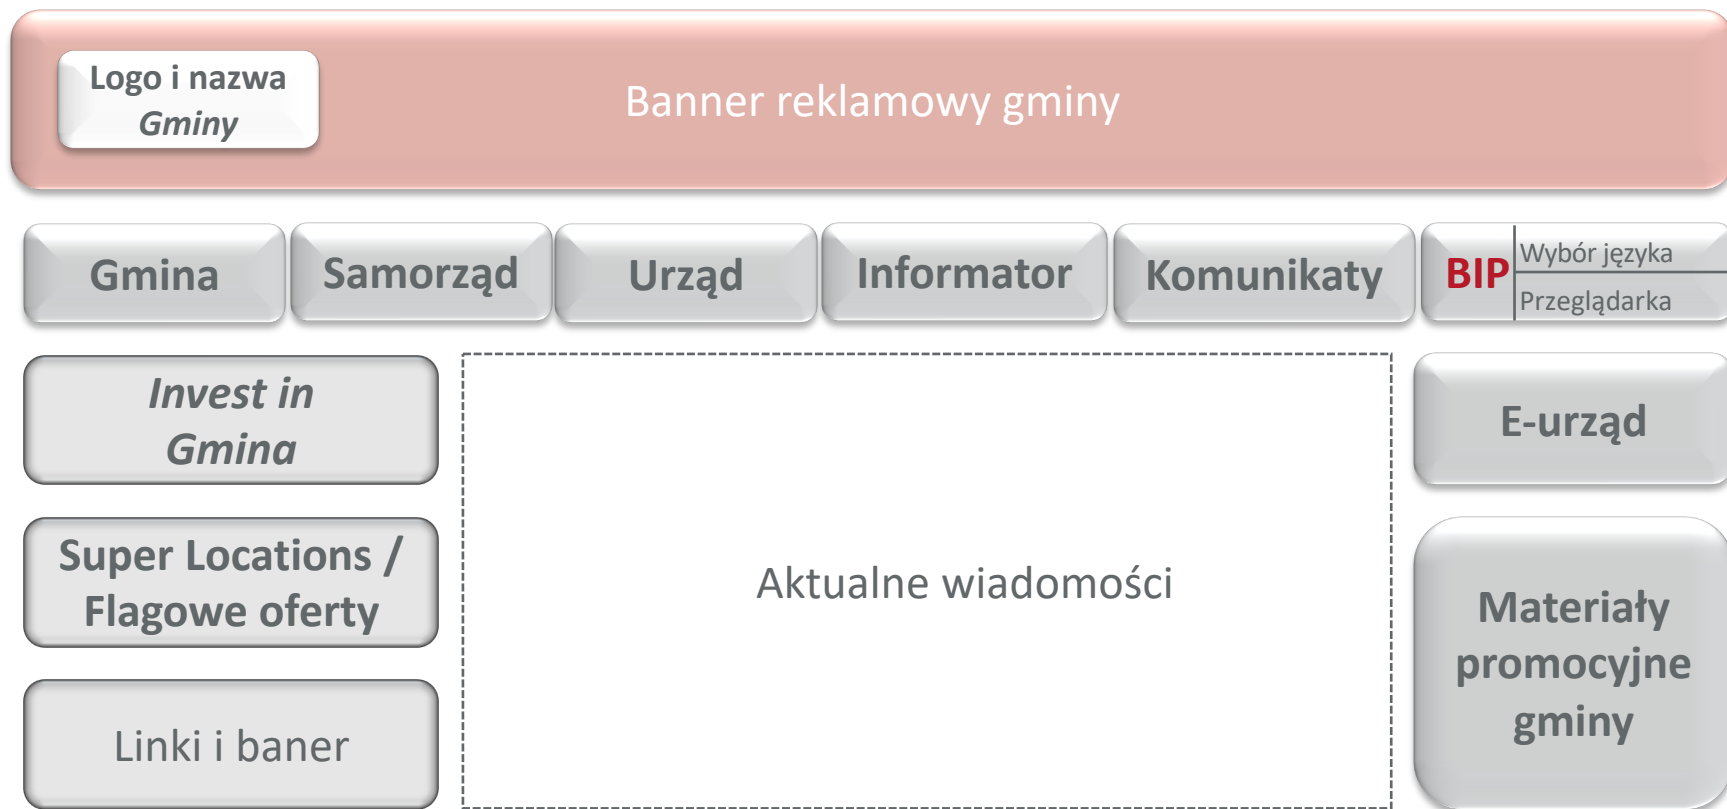 Logo i nazwa
Gminy
Banner reklamowy gminy
Gmina
Samorząd
Urząd
Informator
Komunikaty
BIP
Wybór języka
Przeglądarka
Invest in
Gmina
Super Locations /
Flagowe oferty
Linki i baner
Aktualne wiadomości
E-urząd
Materiały
promocyjne
gminy